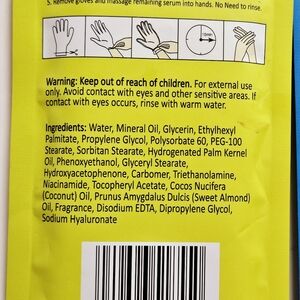 5. Remove gloves and massage remaining serum into hands. No Need to rinse.
Warning: Keep out of reach of children. For external use
only. Avoid contact with eyes and other sensitive areas. If
contact with eyes occurs, rinse with warm water.
Ingredients: Water, Mineral Oil, Glycerin, Ethylhexyl
Palmitate, Propylene Glycol, Polysorbate 60, PEG-100
Stearate, Sorbitan Stearate, Hydrogenated Palm Kernel
Oil, Phenoxyethanol, Glyceryl Stearate,
Hydroxyacetophenone, Carbomer, Triethanolamine,
Niacinamide, Tocopheryl Acetate, Cocos Nucifera
(Coconut) Oil, Prunus Amygdalus Dulcis (Sweet Almond)
Oil, Fragrance, Disodium EDTA, Dipropylene Glycol,
Sodium Hyaluronate